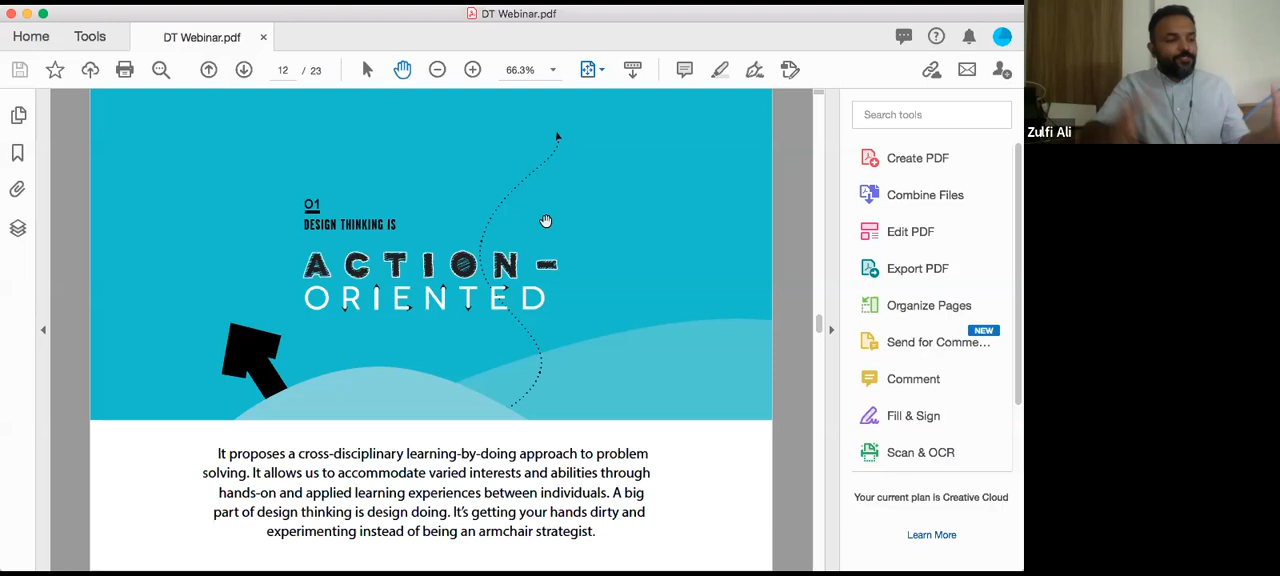 DT Webinar.pdf
Home Tools DT Webinar.pdf ×
12 / 23 66.3%
Search tools
Create PDF
Combine Files
Edit PDF
Export PDF
Organize Pages
NEW
Send for Comme...
Comment
Fill & Sign
Scan & OCR
Your current plan is Creative Cloud
Learn More
01
DESIGN THINKING IS
ACTION-
ORIENTED
It proposes a cross-disciplinary learning-by-doing approach to problem
solving. It allows us to accommodate varied interests and abilities through
hands-on and applied learning experiences between individuals. A big
part of design thinking is design doing. It's getting your hands dirty and
experimenting instead of being an armchair strategist.
Zulfi Ali